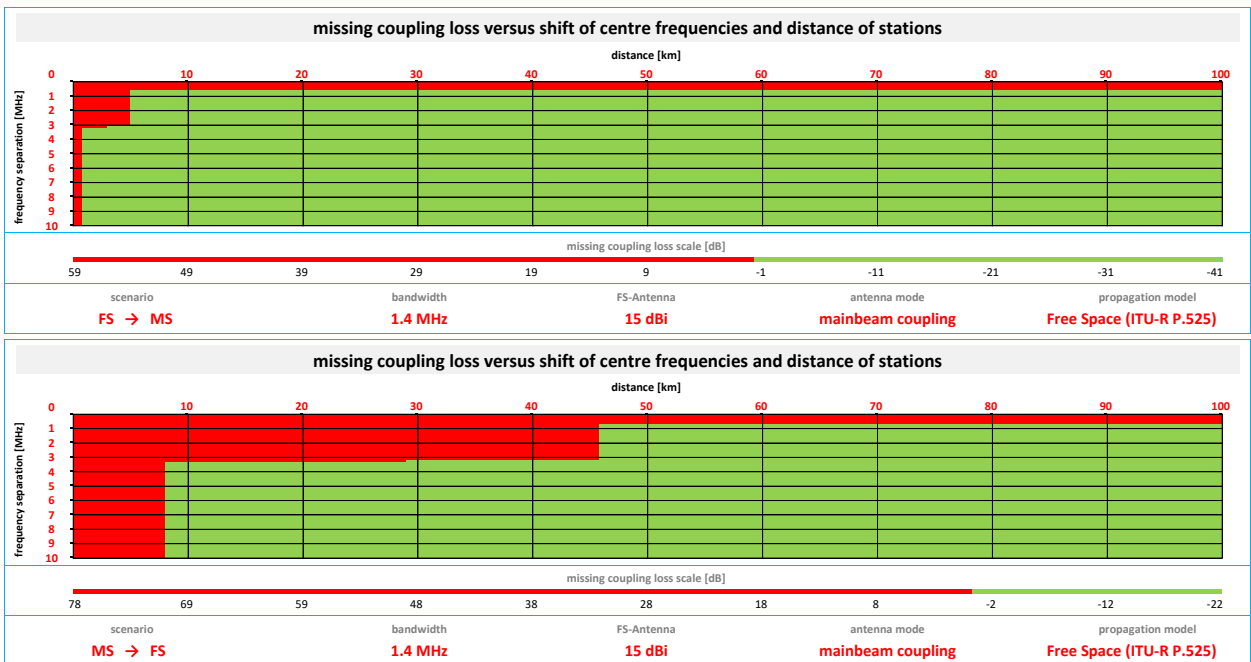 missing coupling loss versus shift of centre frequencies and distance of stations
distance [km]
0 10 20 30 40 50 60 70 80 90 100
frequency separation [MHz]
1
2
3
4
5
6
7
8
9
10
missing coupling loss scale [dB]
59 49 39 29 19 9 -1 -11 -21 -31 -41
scenario bandwidth FS-Antenna antenna mode propagation model
FS → MS 1.4 MHz 15 dBi mainbeam coupling Free Space (ITU-R P.525)
missing coupling loss versus shift of centre frequencies and distance of stations
distance [km]
0 10 20 30 40 50 60 70 80 90 100
frequency separation [MHz]
1
2
3
4
5
6
7
8
9
10
missing coupling loss scale [dB]
78 69 59 48 38 28 18 8 -2 -12 -22
scenario bandwidth FS-Antenna antenna mode propagation model
MS → FS 1.4 MHz 15 dBi mainbeam coupling Free Space (ITU-R P.525)